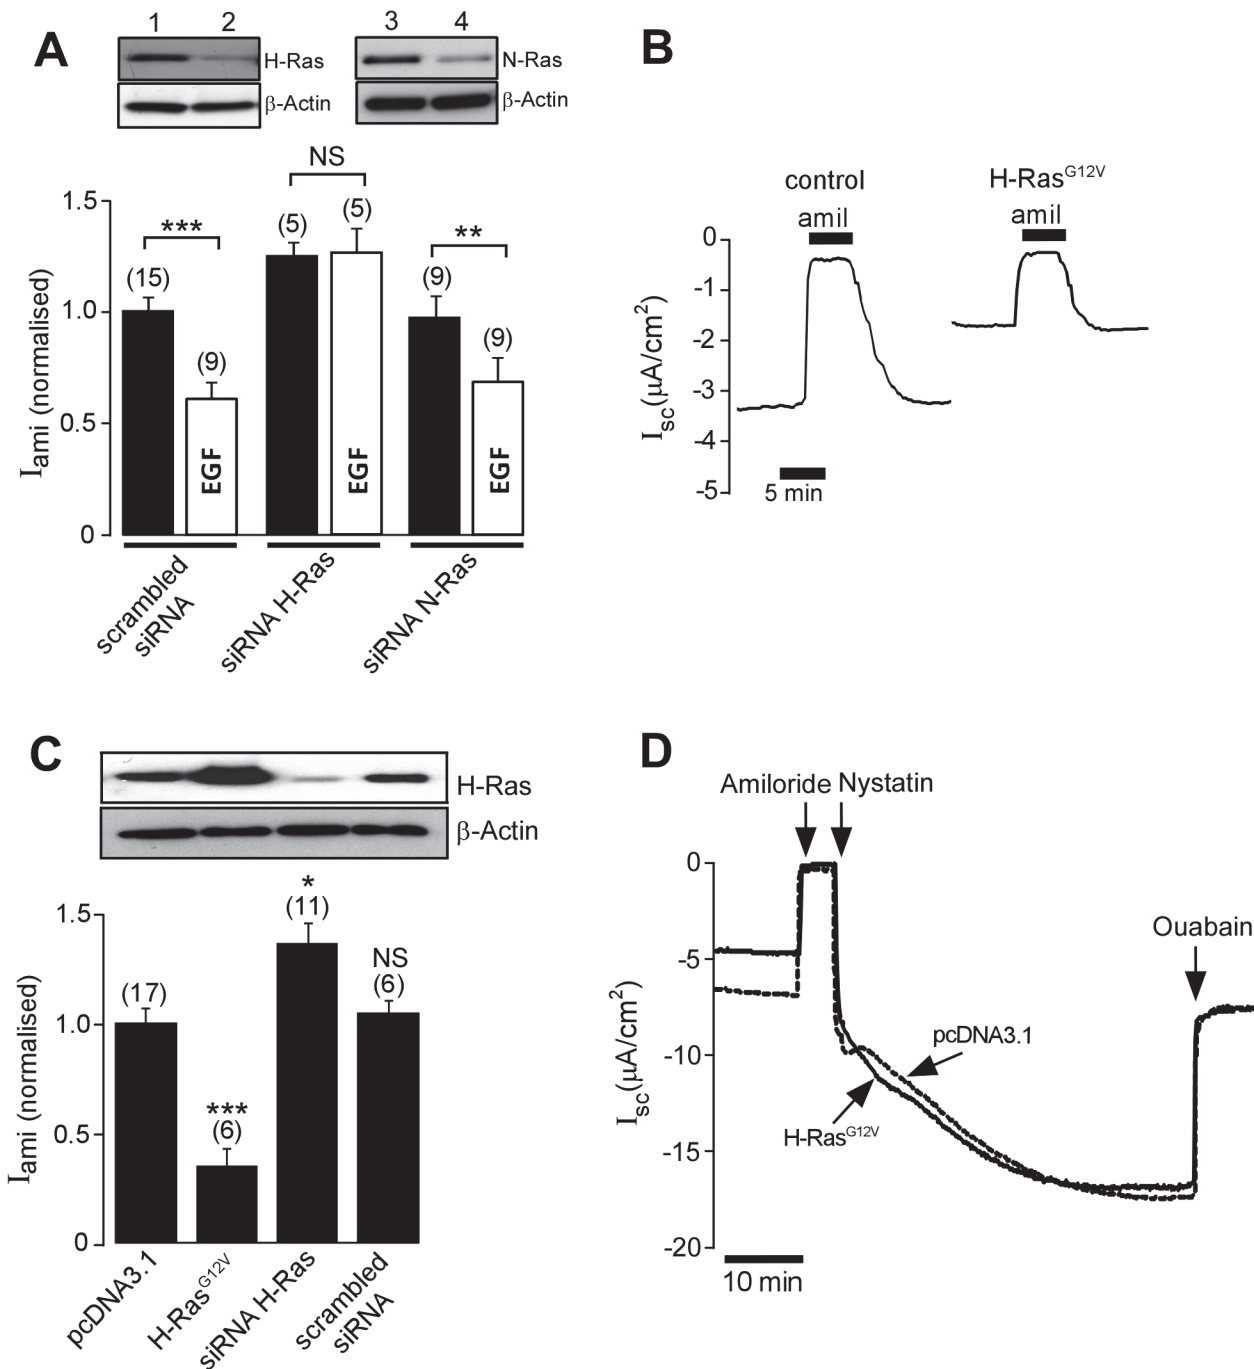 A
1 2
H-Ras
β-Actin
3 4
N-Ras
β-Actin
NS
***
**
(15)
(9)
(5)
(5)
(9)
(9)
1.5
1.0
0.5
0
Iami (normalised)
EGF
EGF
EGF
scrambled
siRNA
siRNA H-Ras
siRNA N-Ras
B
control
H-RasG12V
amil
amil
0
-1
-2
-3
-4
-5
Isc(μA/cm2)
5 min
C
H-Ras
β-Actin
1.5
1.0
0.5
0
Iami (normalised)
(17)
***
(6)
*
(11)
NS
(6)
pcDNA3.1
H-RasG12V
siRNA H-Ras
scrambled
siRNA
D
Amiloride Nystatin
Ouabain
0
-5
-10
-15
-20
Isc(μA/cm2)
pcDNA3.1
H-RasG12V
10 min